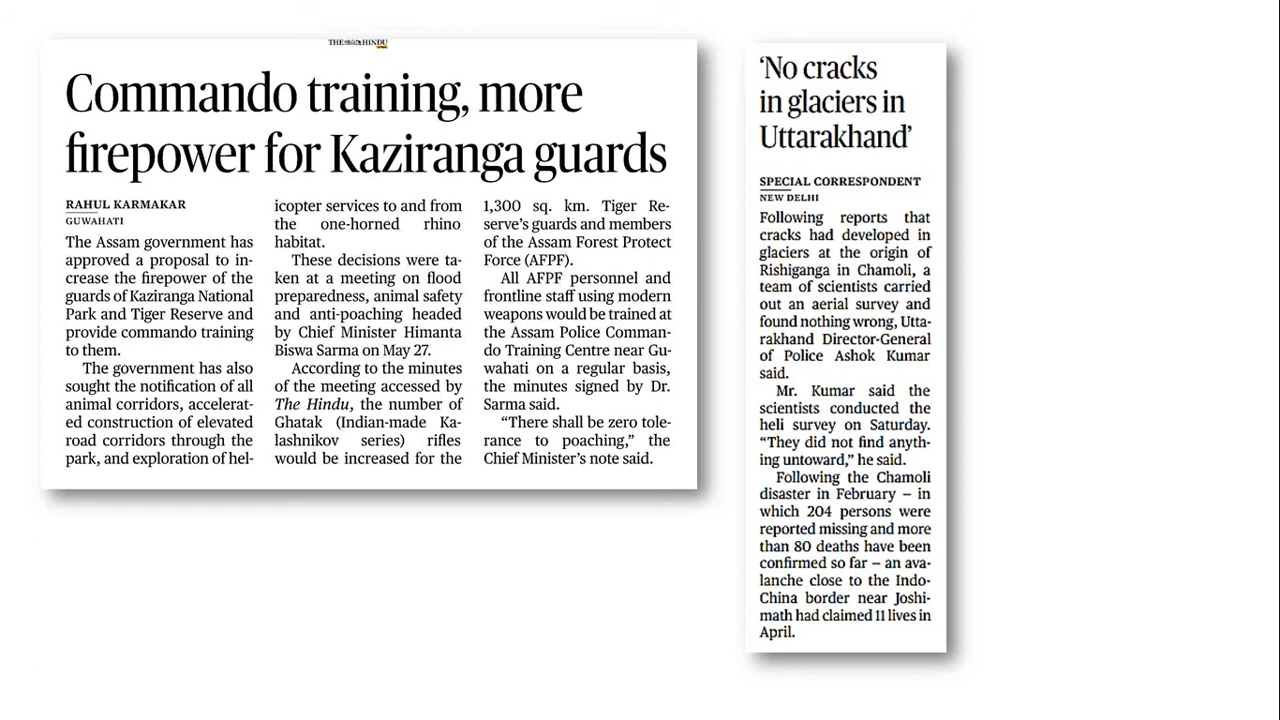 THE HINDU
Commando training, more
firepower for Kaziranga guards
RAHUL KARMAKAR
GUWAHATI
The Assam government has
approved a proposal to in-
crease the firepower of the
guards of Kaziranga National
Park and Tiger Reserve and
provide commando training
to them.
The government has also
sought the notification of all
animal corridors, accelerat-
ed construction of elevated
road corridors through the
park, and exploration of hel-
icopter services to and from
the one-horned rhino
habitat.
These decisions were ta-
ken at a meeting on flood
preparedness, animal safety
and anti-poaching headed
by Chief Minister Himanta
Biswa Sarma on May 27.
According to the minutes
of the meeting accessed by
The Hindu, the number of
Ghatak (Indian-made Ka-
lashnikov series) rifles
would be increased for the
1,300 sq. km. Tiger Re-
serve's guards and members
of the Assam Forest Protect
Force (AFPF).
All AFPF personnel and
frontline staff using modern
weapons would be trained at
the Assam Police Comman-
do Training Centre near Gu-
wahati on a regular basis,
the minutes signed by Dr.
Sarma said.
“There shall be zero tole-
rance to poaching,” the
Chief Minister's note said.
‘No cracks
in glaciers in
Uttarakhand’
SPECIAL CORRESPONDENT
NEW DELHI
Following reports that
cracks had developed in
glaciers at the origin of
Rishiganga in Chamoli, a
team of scientists carried
out an aerial survey and
found nothing wrong, Utta-
rakhand Director-General
of Police Ashok Kumar
said.
Mr. Kumar said the
scientists conducted the
heli survey on Saturday.
“They did not find anyth-
ing untoward,” he said.
Following the Chamoli
disaster in February – in
which 204 persons were
reported missing and more
than 80 deaths have been
confirmed so far – an ava-
lanche close to the Indo-
China border near Joshi-
math had claimed 11 lives in
April.